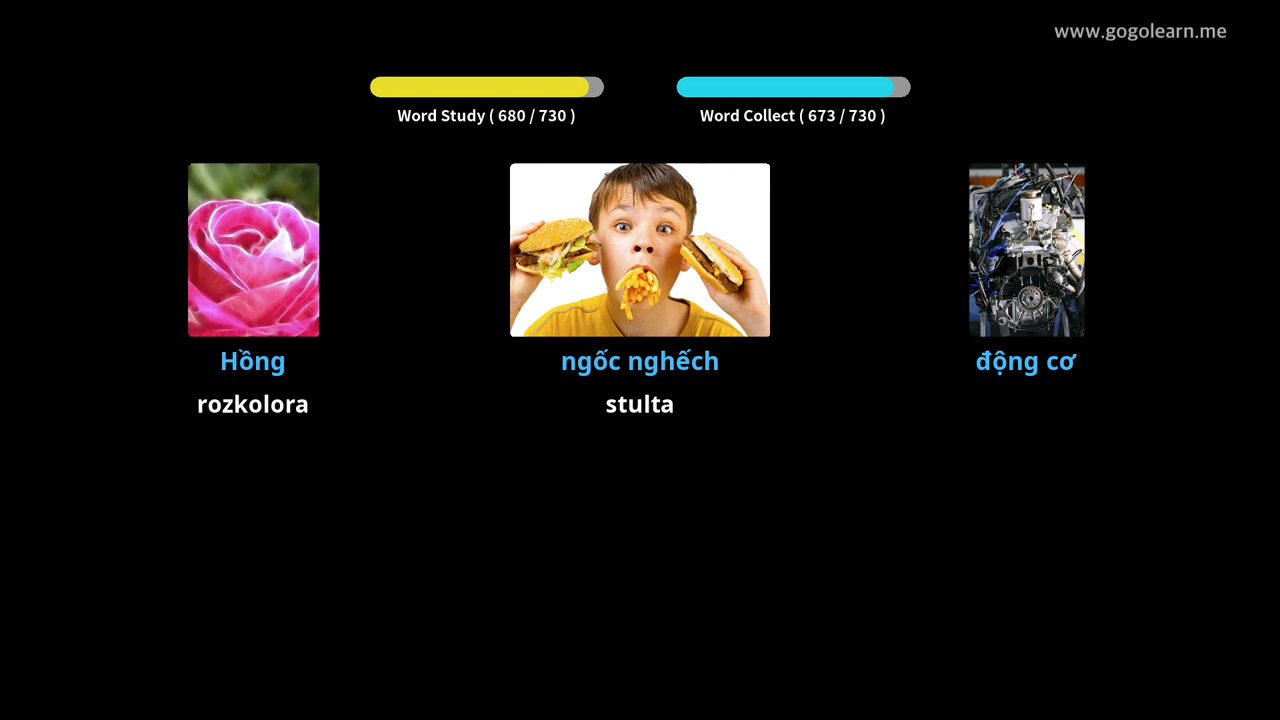 www.gogolearn.me
Word Study ( 680 / 730 )
Word Collect ( 673 / 730 )
Hồng
ngốc nghếch
động cơ
rozkolora
stulta